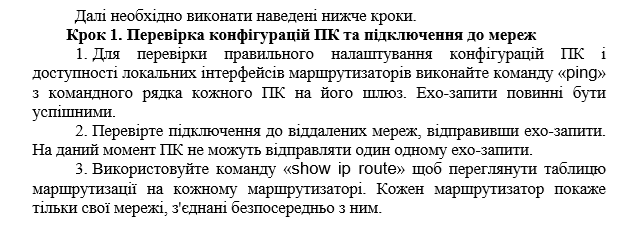 Далі необхідно виконати наведені нижче кроки.
Крок 1. Перевірка конфігурацій ПК та підключення до мереж
1. Для перевірки правильного налаштування конфігурацій ПК і
доступності локальних інтерфейсів маршрутизаторів виконайте команду «ping»
з командного рядка кожного ПК на його шлюз. Ехо-запити повинні бути
успішними.
2. Перевірте підключення до віддалених мереж, відправивши ехо-запити.
На даний момент ПК не можуть відправляти один одному ехо-запити.
3. Використовуйте команду «show ip route» щоб переглянути таблицю
маршрутизації на кожному маршрутизаторі. Кожен маршрутизатор покаже
тільки свої мережі, з'єднані безпосередньо з ним.